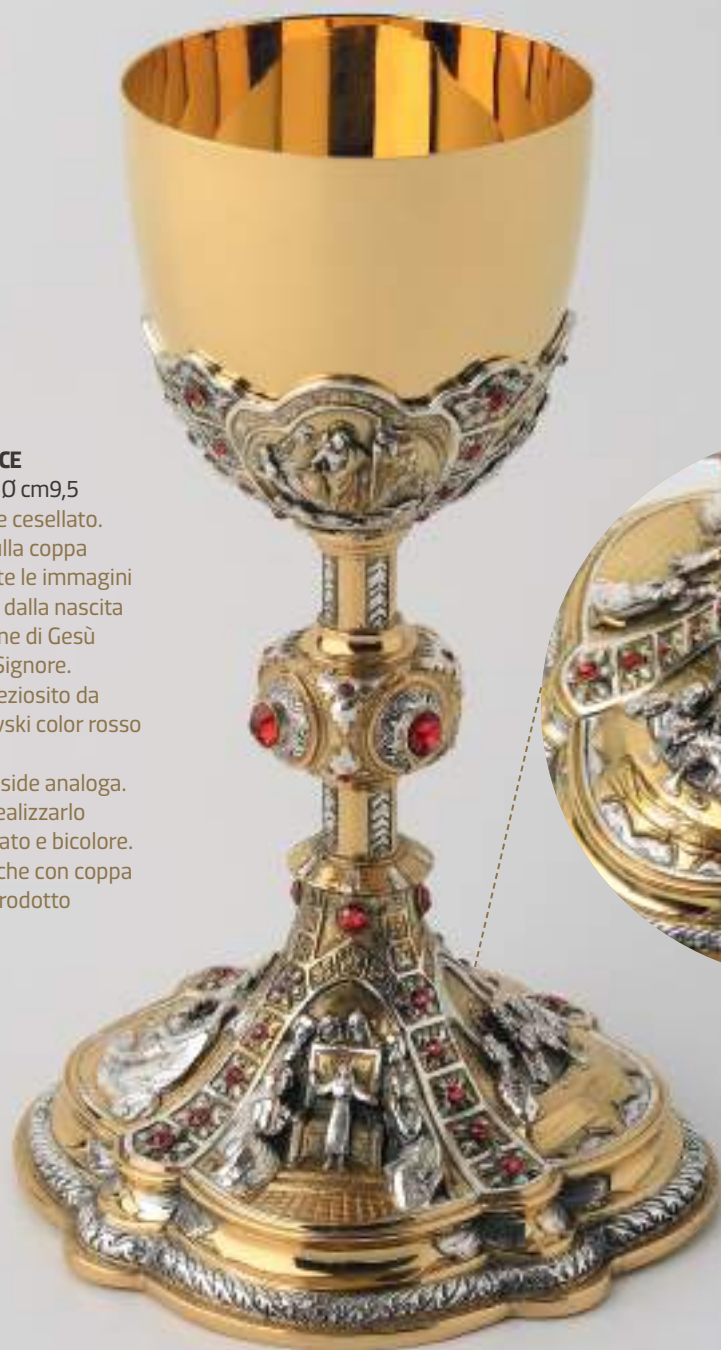 CE
Ø cm9,5
e cesellato.
ulla coppa
te le immagini
dalla nascita
ne di Gesù
Signore.
eziosito da
vski color rosso
side analoga.
ealizzarlo
ato e bicolore.
che con coppa
rodotto